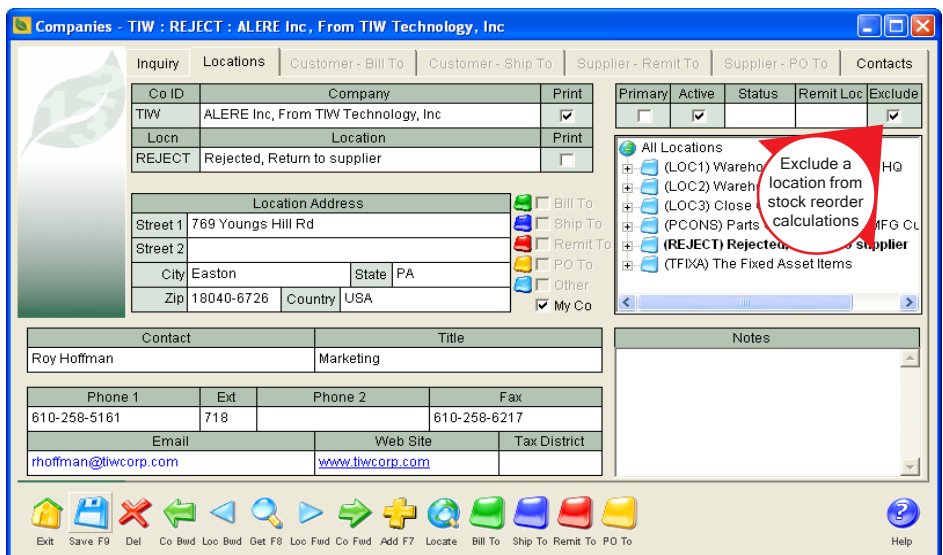 Companies - TIW : REJECT : ALERE Inc, From TIW Technology, Inc
Inquiry Locations Customer - Bill To Customer - Ship To Supplier - Remit To Supplier - PO To Contacts
Co ID Company Print
TIW ALERE Inc, From TIW Technology, Inc
Locn Location Print
REJECT Rejected, Return to supplier
Primary Active Status Remit Loc Exclude
All Locations
(LOC1) Wareho HQ
(LOC2) Wareh
(LOC3) Close
(PCONS) Parts MFG Cu
(REJECT) Rejected, supplier
(TFIXA) The Fixed Asset Items
Exclude a
location from
stock reorder
calculations
Location Address
Street 1 769 Youngs Hill Rd
Street 2
City Easton State PA
Zip 18040-6726 Country USA
Bill To
Ship To
Remit To
PO To
Other
My Co
Contact Title
Roy Hoffman Marketing
Phone 1 Ext Phone 2 Fax
610-258-5161 718 610-258-6217
Email Web Site Tax District
rhoffman@tiwcorp.com www.tiwcorp.com
Notes
Exit Save F9 Del Co Bwd Loc Bwd Get F8 Loc Fwd Co Fwd Add F7 Locate Bill To Ship To Remit To PO To Help